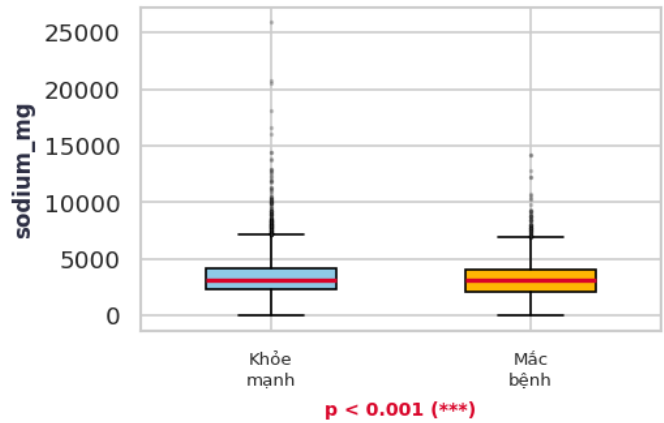 sodium_mg
25000
20000
15000
10000
5000
0
Khỏe
mạnh
Mắc
bệnh
p < 0.001 (***)